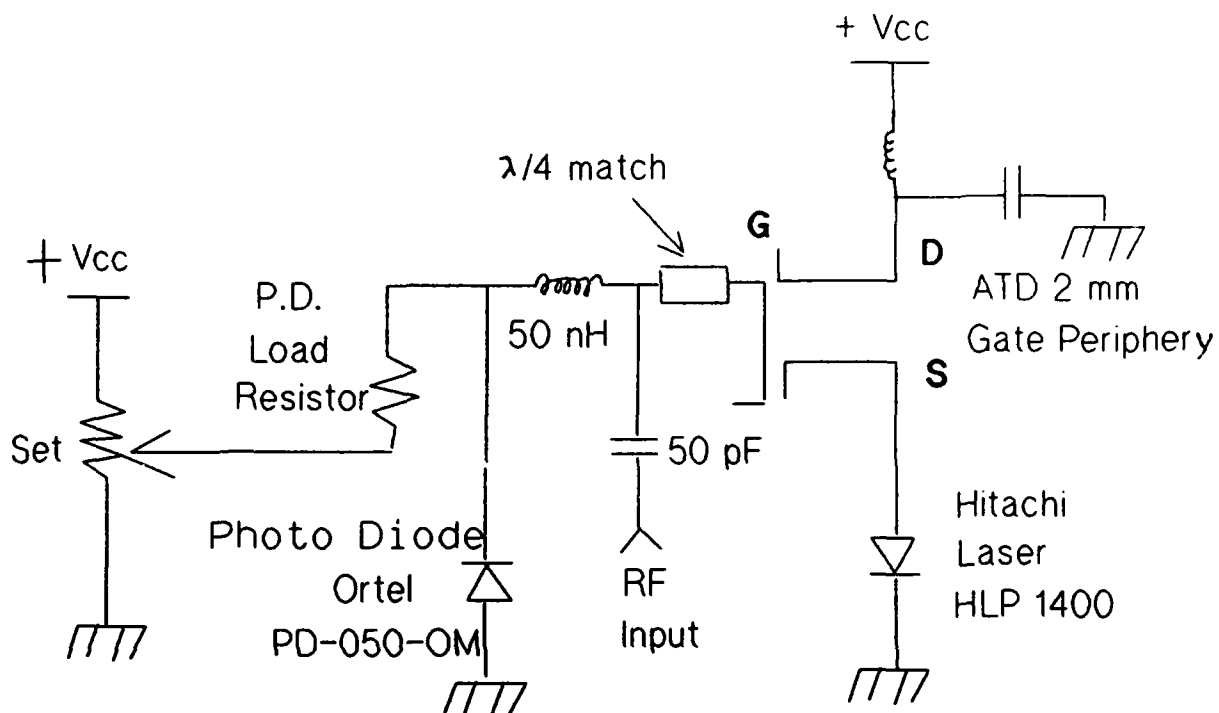 + Vcc
λ/4 match
G
D
+ Vcc
P.D.
Load
Resistor
50 nH
ATD 2 mm
Gate Periphery
S
Set
50 pF
Photo Diode
Ortel
PD-050-OM
RF
Input
Hitachi
Laser
HLP 1400